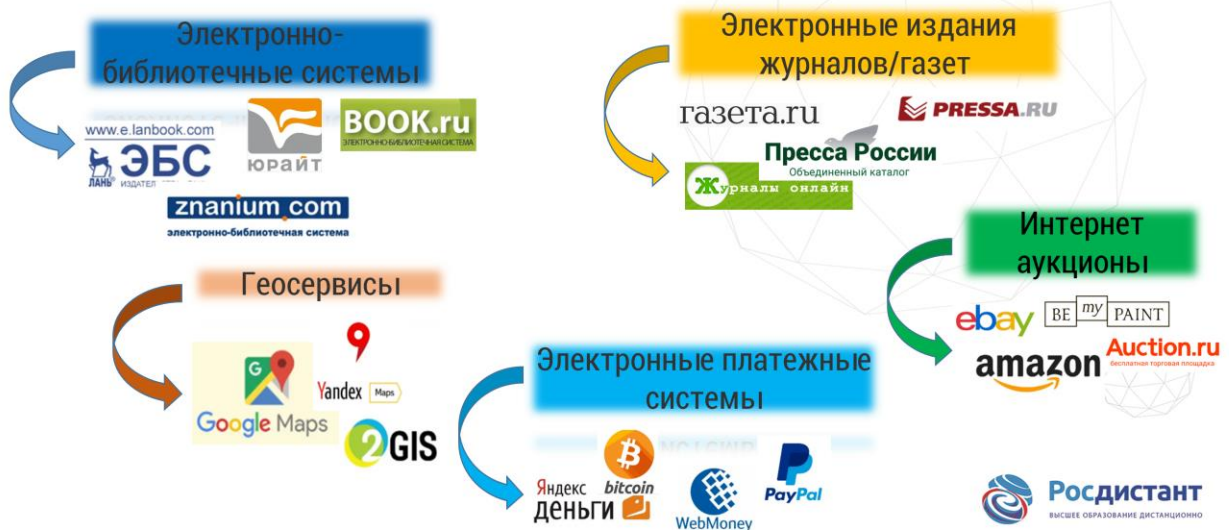 Электронно-
библиотечные системы
www.e.lanbook.com
ЭБС
ЛАНЬ
юрайт
BOOK.ru
ЭЛЕКТРОННО-БИБЛИОТЕЧНАЯ СИСТЕМА
znanium.com
электронно-библиотечная система
Электронные издания
журналов/газет
газета.ru
PRESSA.RU
Пресса России
Объединенный каталог
Журналы онлайн
Интернет
аукционы
ebay
BE my PAINT
amazon
Auction.ru
бесплатная торговая площадка
Геосервисы
G
Yandex Maps
Google Maps
2GIS
Электронные платежные
системы
Яндекс
деньги
bitcoin
WebMoney
PayPal
Росдистант
ВЫСШЕЕ ОБРАЗОВАНИЕ ДИСТАНЦИОННО